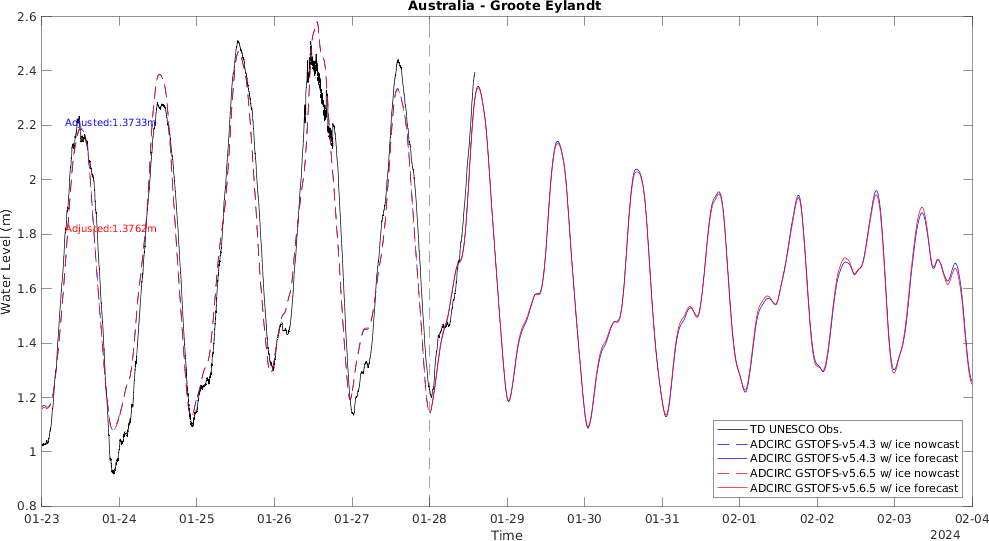 Australia - Groote Eylandt
2.6
2.4
2.2
2
1.8
1.6
1.4
1.2
1
0.8
Water Level (m)
Adjusted:1.3733m
Adjusted:1.3762m
TD UNESCO Obs.
ADCIRC GSTOFS-v5.4.3 w/ ice nowcast
ADCIRC GSTOFS-v5.4.3 w/ ice forecast
ADCIRC GSTOFS-v5.6.5 w/ ice nowcast
ADCIRC GSTOFS-v5.6.5 w/ ice forecast
01-23 01-24 01-25 01-26 01-27 01-28 01-29 01-30 01-31 02-01 02-02 02-03 02-04
Time
2024